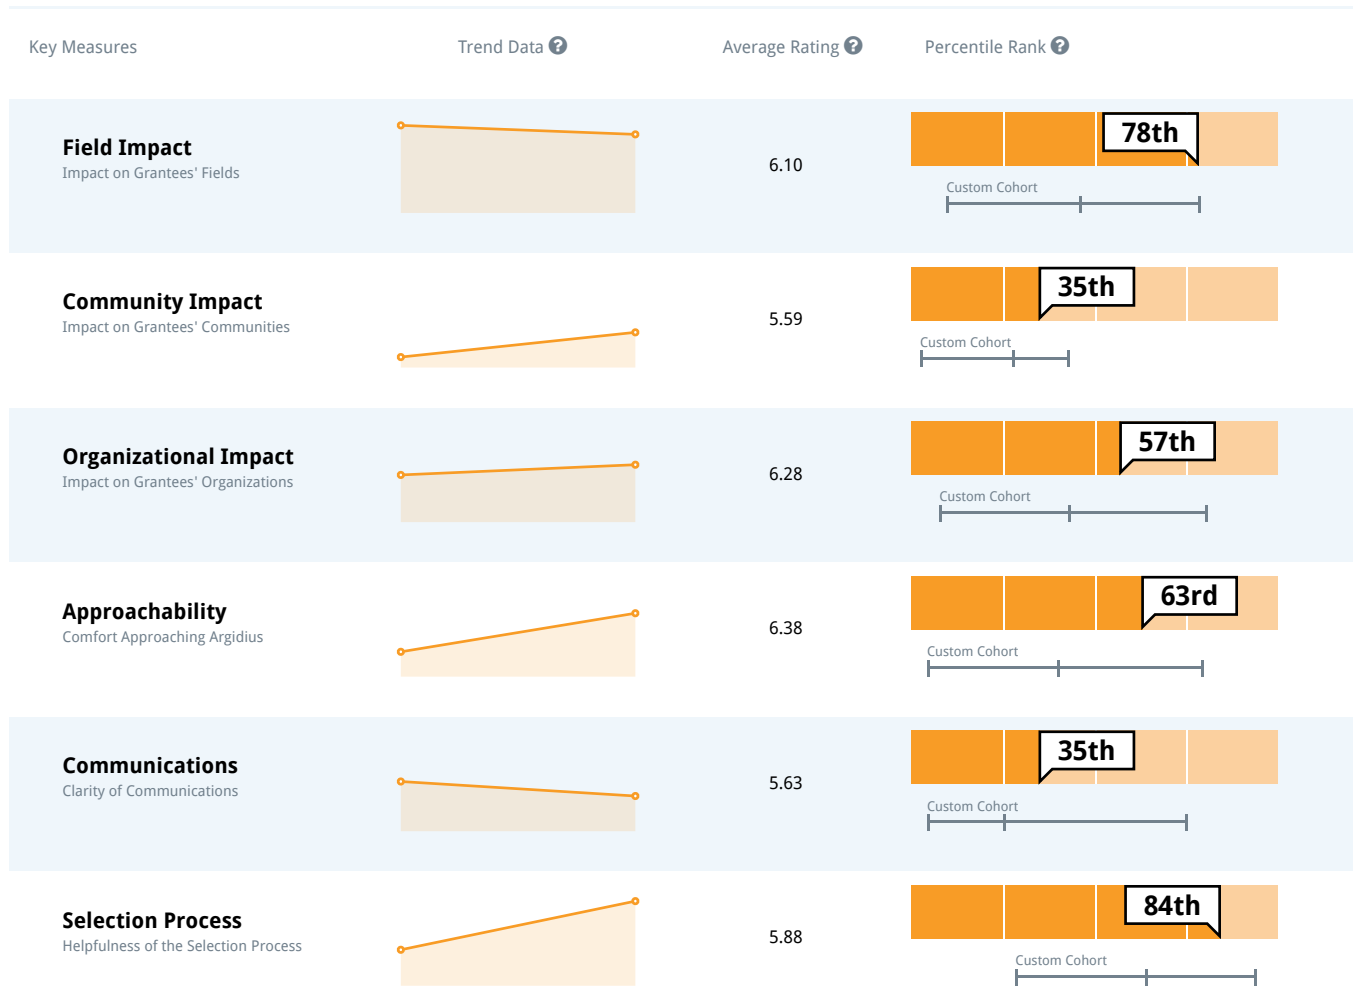 Key Measures
Trend Data ?
Average Rating ?
Percentile Rank ?
Field Impact
Impact on Grantees' Fields
6.10
78th
Custom Cohort
Community Impact
Impact on Grantees' Communities
5.59
35th
Custom Cohort
Organizational Impact
Impact on Grantees' Organizations
6.28
57th
Custom Cohort
Approachability
Comfort Approaching Argidius
6.38
63rd
Custom Cohort
Communications
Clarity of Communications
5.63
35th
Custom Cohort
Selection Process
Helpfulness of the Selection Process
5.88
84th
Custom Cohort